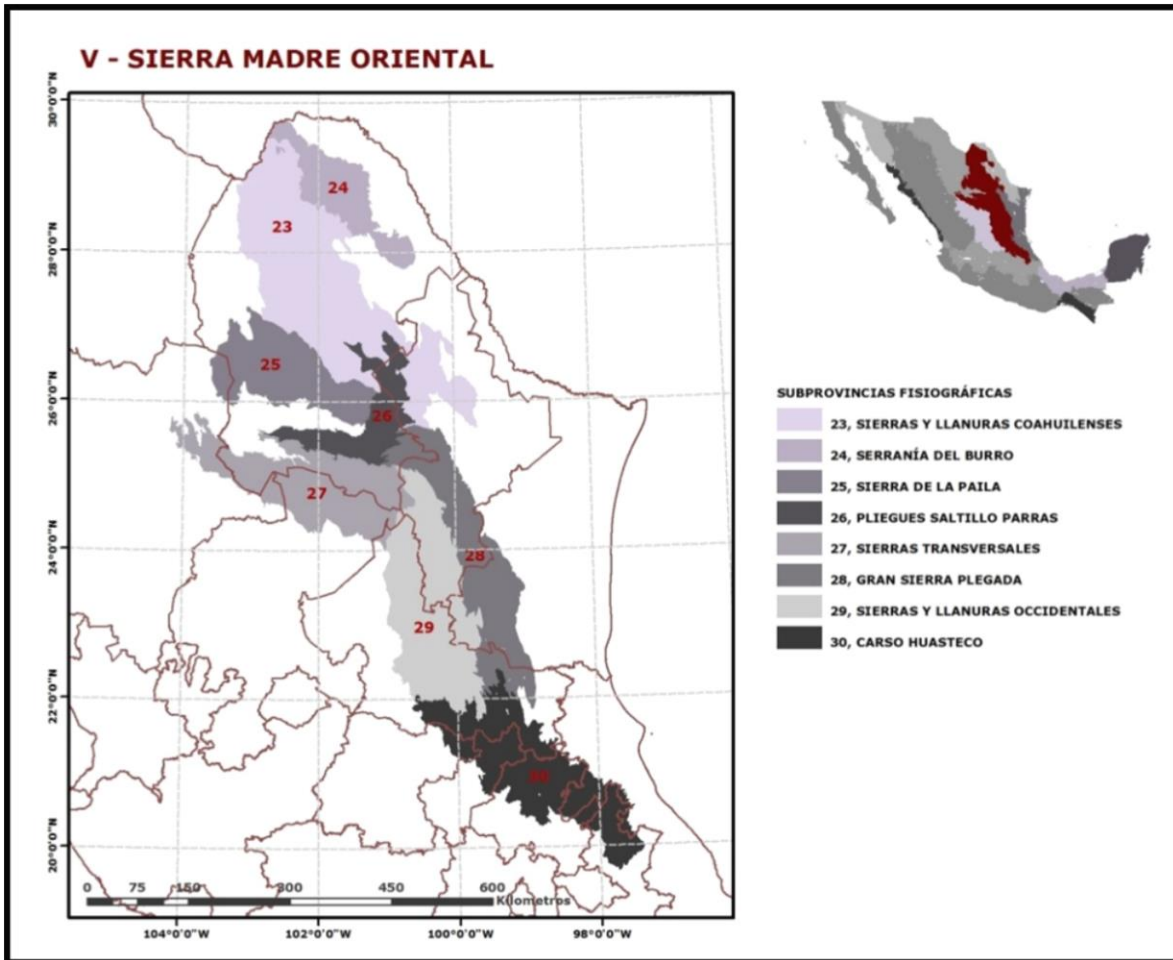 V - SIERRA MADRE ORIENTAL
30°0'0"N
28°0'0"N
26°0'0"N
24°0'0"N
22°0'0"N
20°0'0"N
24
23
25
26
27
28
29
30
0 75 150 300 450 600
Kilometros
104°0'0"W 102°0'0"W 100°0'0"W 98°0'0"W
SUBPROVINCIAS FISIOGRÁFICAS
23, SIERRAS Y LLANURAS COAHUILENSES
24, SERRANÍA DEL BURRO
25, SIERRA DE LA PAILA
26, PLIEGUES SALTILLO PARRAS
27, SIERRAS TRANSVERSALES
28, GRAN SIERRA PLEGADA
29, SIERRAS Y LLANURAS OCCIDENTALES
30, CARSO HUASTECO